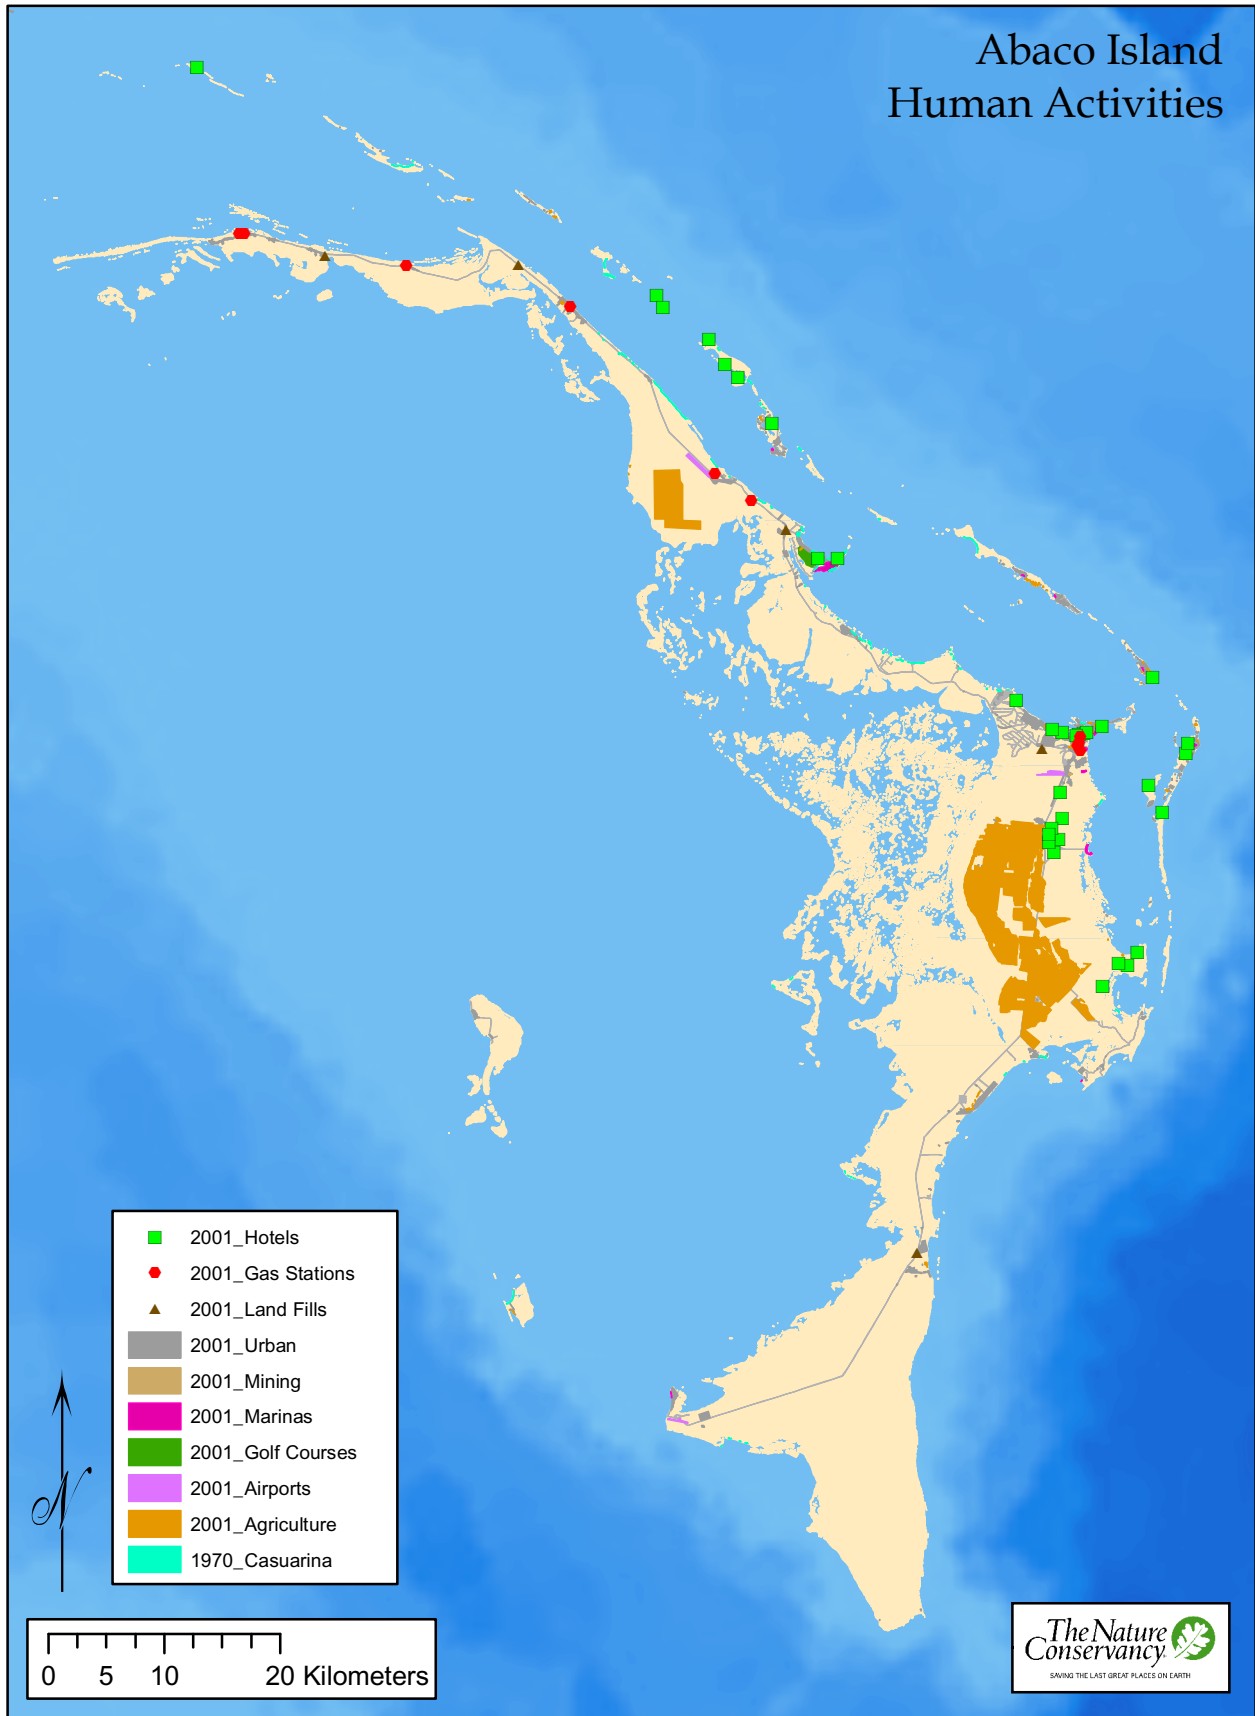 Abaco Island
Human Activities
2001_Hotels
2001_Gas Stations
2001_Land Fills
2001_Urban
2001_Mining
2001_Marinas
2001_Golf Courses
2001_Airports
2001_Agriculture
1970_Casuarina
N
0 5 10 20 Kilometers
The Nature
Conservancy
SAVING THE LAST GREAT PLACES ON EARTH